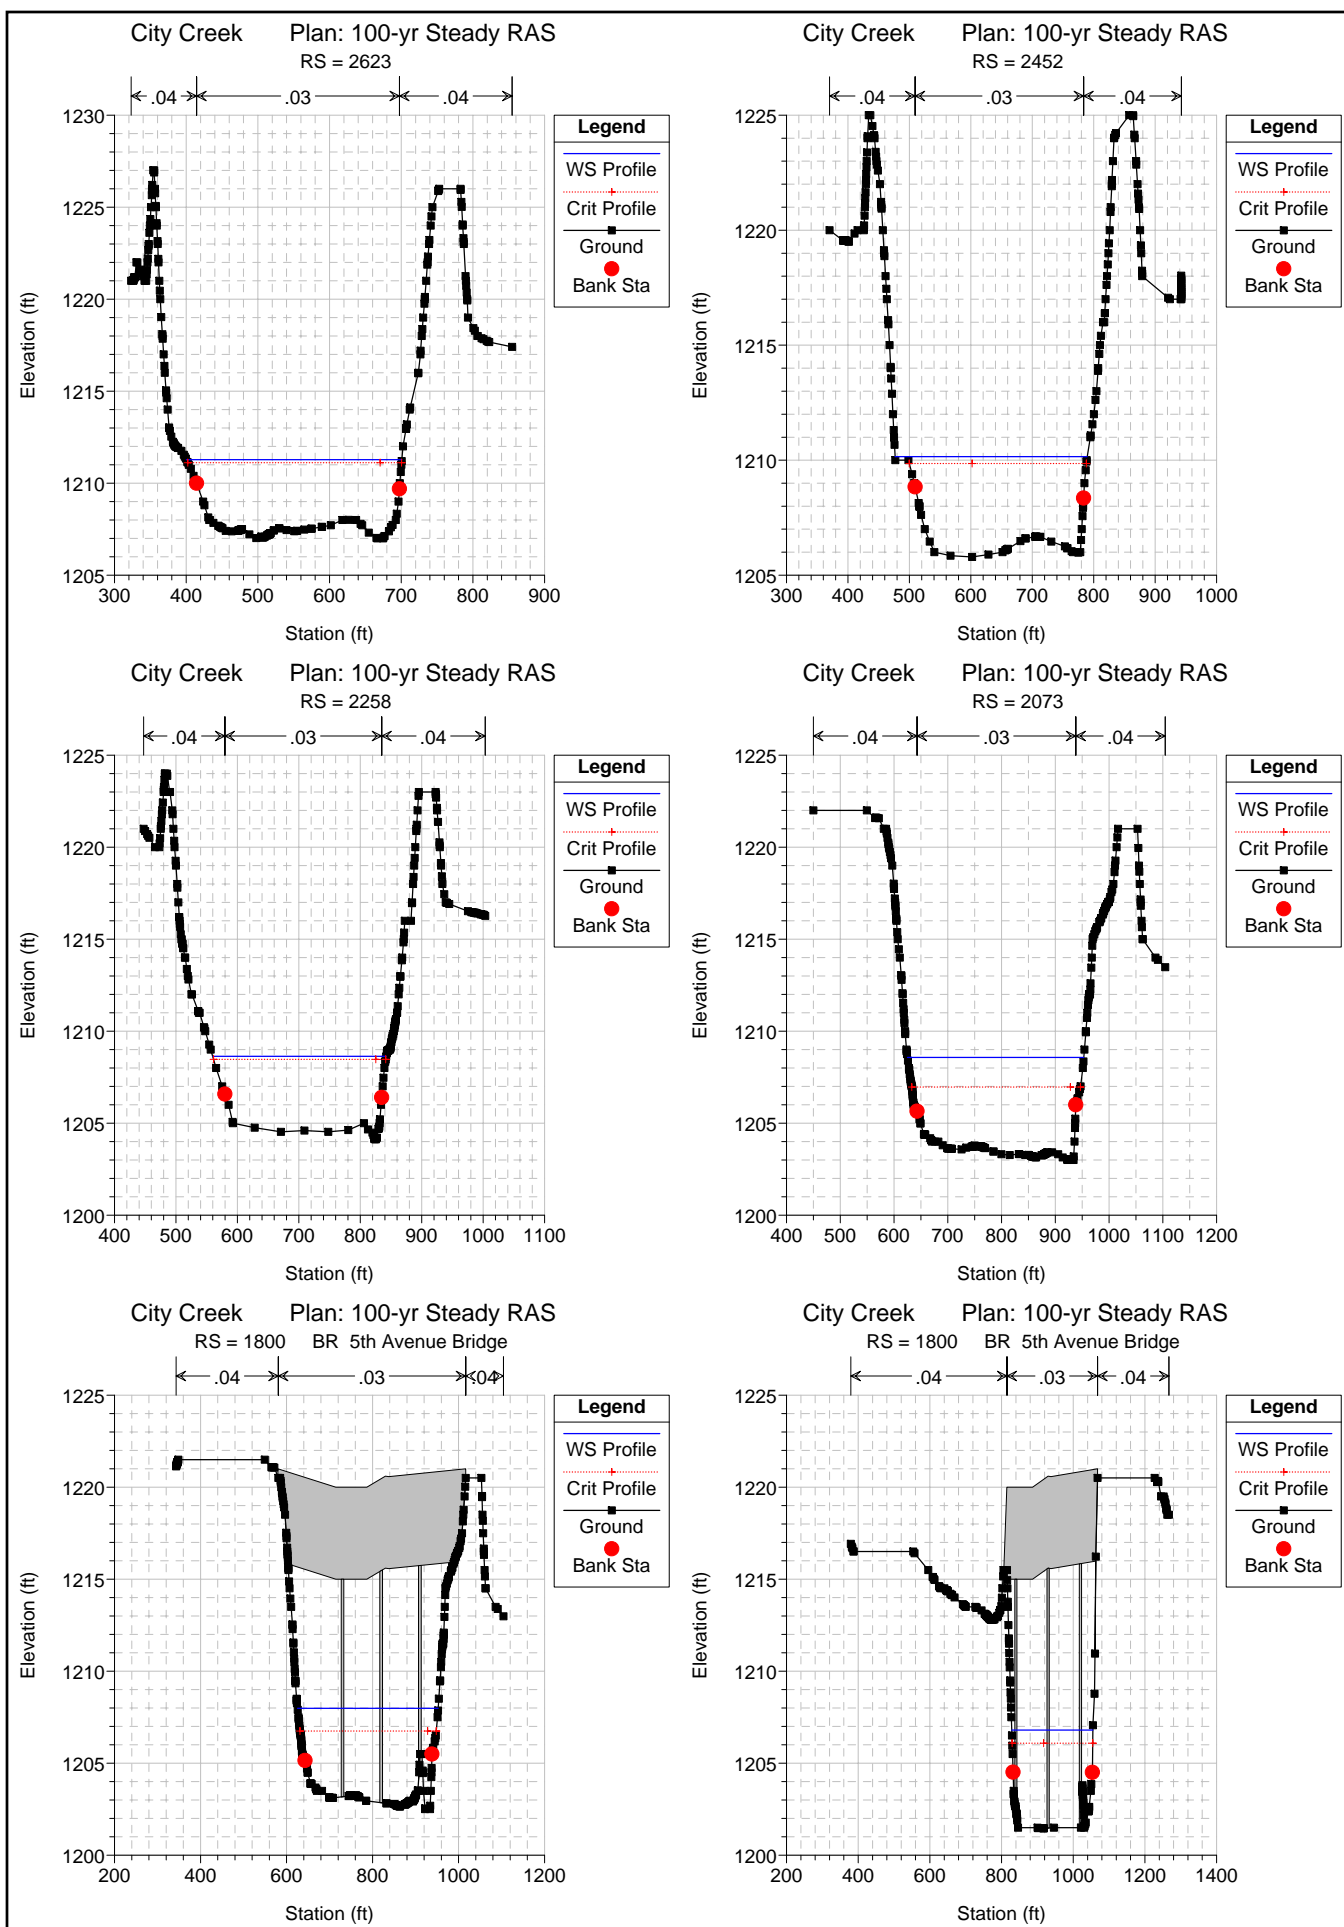 City Creek Plan: 100-yr Steady RAS
RS = 2623
.04 .03 .04
1230
1225
1220
1215
1210
1205
Elevation (ft)
300 400 500 600 700 800 900
Station (ft)
Legend
WS Profile
Crit Profile
Ground
Bank Sta
City Creek Plan: 100-yr Steady RAS
RS = 2452
.04 .03 .04
1225
1220
1215
1210
1205
Elevation (ft)
300 400 500 600 700 800 900 1000
Station (ft)
Legend
WS Profile
Crit Profile
Ground
Bank Sta
City Creek Plan: 100-yr Steady RAS
RS = 2258
.04 .03 .04
1225
1220
1215
1210
1205
1200
Elevation (ft)
400 500 600 700 800 900 1000 1100
Station (ft)
Legend
WS Profile
Crit Profile
Ground
Bank Sta
City Creek Plan: 100-yr Steady RAS
RS = 2073
.04 .03 .04
1225
1220
1215
1210
1205
1200
Elevation (ft)
400 500 600 700 800 900 1000 1100 1200
Station (ft)
Legend
WS Profile
Crit Profile
Ground
Bank Sta
City Creek Plan: 100-yr Steady RAS
RS = 1800 BR 5th Avenue Bridge
.04 .03 .04
1225
1220
1215
1210
1205
1200
Elevation (ft)
200 400 600 800 1000 1200
Station (ft)
Legend
WS Profile
Crit Profile
Ground
Bank Sta
City Creek Plan: 100-yr Steady RAS
RS = 1800 BR 5th Avenue Bridge
.04 .03 .04
1225
1220
1215
1210
1205
1200
Elevation (ft)
200 400 600 800 1000 1200 1400
Station (ft)
Legend
WS Profile
Crit Profile
Ground
Bank Sta